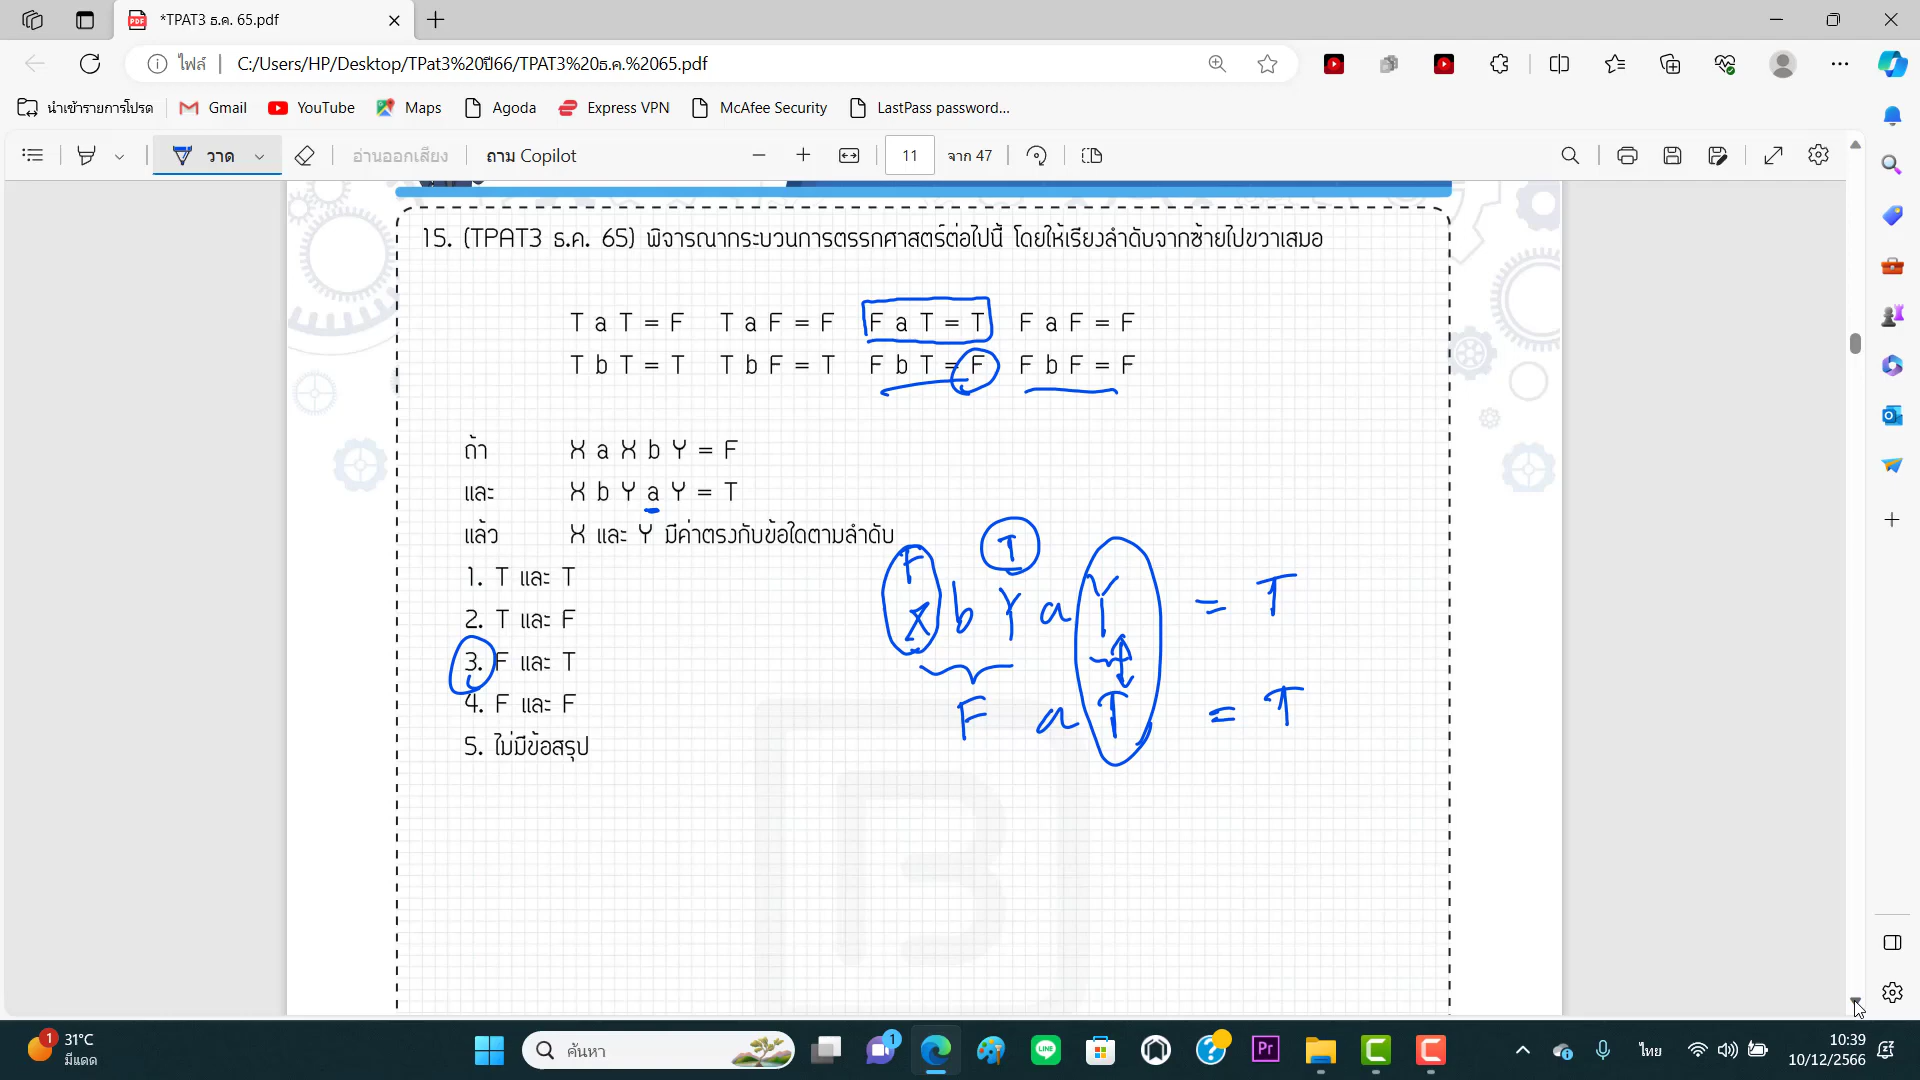 *TPAT3 ธ.ค. 65.pdf
ไฟล์ C:/Users/HP/Desktop/TPat3%20ปี66/TPAT3%20ธ.ค.%2065.pdf
นำเข้ารายการโปรด Gmail YouTube Maps Agoda Express VPN McAfee Security LastPass password...
วาด อ่านออกเสียง ถาม Copilot 11 จาก 47
15. (TPAT3 ธ.ค. 65) พิจารณากระบวนการตรรกศาสตร์ต่อไปนี้ โดยให้เรียงลำดับจากซ้ายไปขวาเสมอ
T a T = F T a F = F F a T = T F a F = F
T b T = T T b F = T F b T = F F b F = F
ถ้า X a X b Y = F
และ X b Y a Y = T
แล้ว X และ Y มีค่าตรงกับข้อใดตามลำดับ
1. T และ T
2. T และ F
3. F และ T
4. F และ F
5. ไม่มีข้อสรุป
F T
X b Y a Y = T
F a T = T
31°C
มีแดด
ค้นหา
ไทย
10:39
10/12/2566